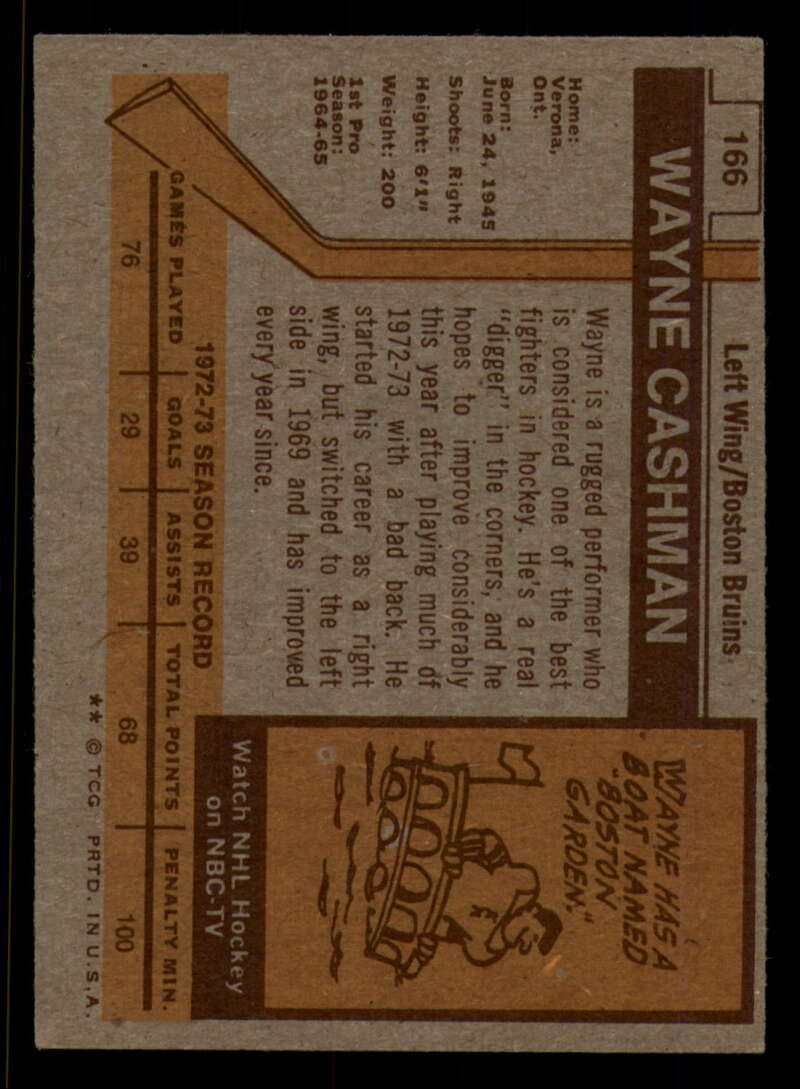 166
Left Wing/Boston Bruins
WAYNE CASHMAN
Home:
Verona,
Ont.
Born:
June 24, 1945
Shoots: Right
Height: 6'1"
Weight: 200
1st Pro
Season:
1964-65
Wayne is a rugged performer who
is considered one of the best
fighters in hockey. He's a real
"digger" in the corners, and he
hopes to improve considerably
this year after playing much of
1972-73 with a bad back. He
started his career as a right
wing, but switched to the left
side in 1969 and has improved
every year since.
WAYNE HAS A
BOAT NAMED
"BOSTON
GARDEN."
Watch NHL Hockey
on NBC-TV
1972-73 SEASON RECORD
GAMES PLAYED GOALS ASSISTS TOTAL POINTS PENALTY MIN.
76 29 39 68 100
** © TCG PRTD. IN U.S.A.